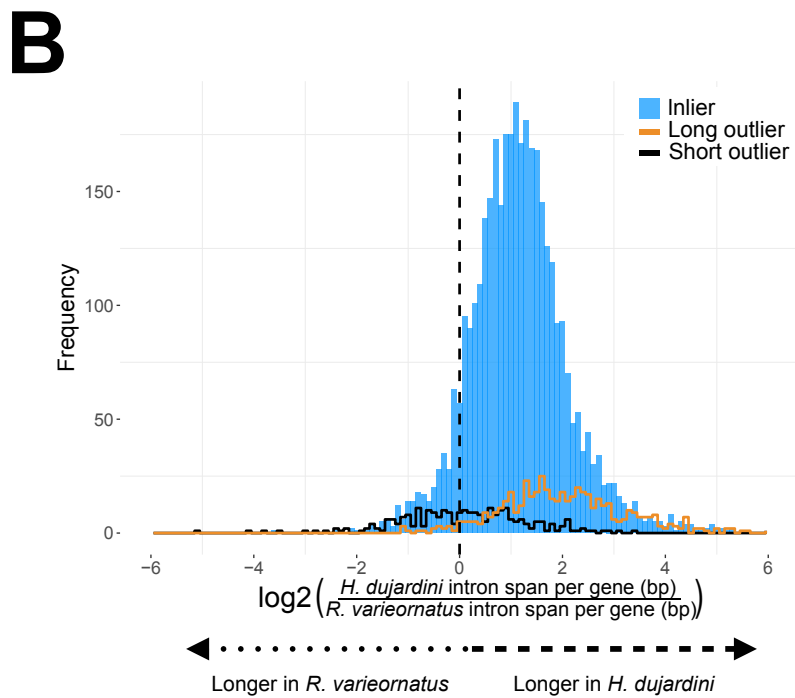 B
Inlier
Long outlier
Short outlier
Frequency
150
100
50
0
−6
−4
−2
0
2
4
6
log2(H. dujardini intron span per gene (bp)
R. varieornatus intron span per gene (bp))
Longer in R. varieornatus
Longer in H. dujardini